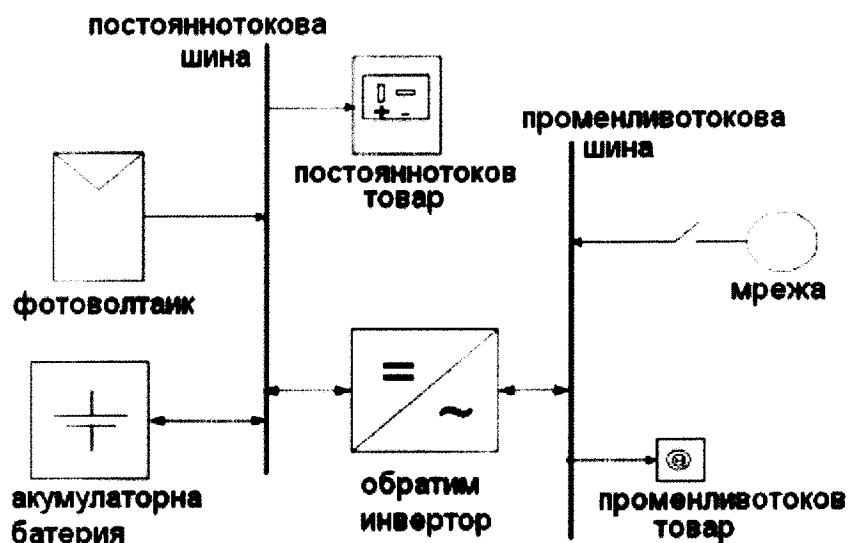 постояннотокова
шина
постояннотоков
товар
променливотокова
шина
фотоволтаик
мрежа
акумулаторна
батерия
обратим
инвертор
променливотоков
товар